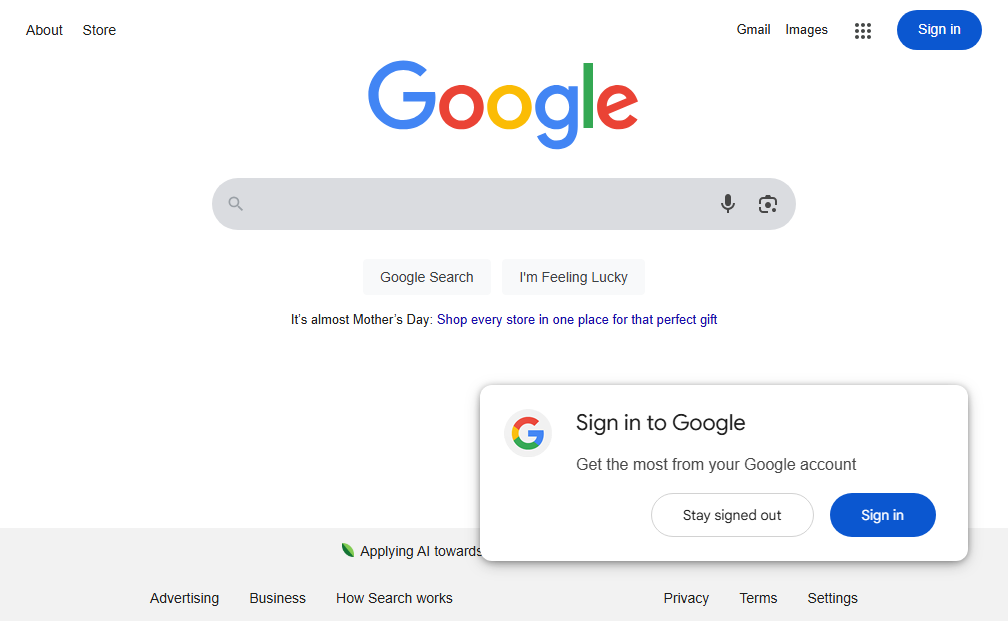 About Store Gmail Images Sign in
Google
Google Search I'm Feeling Lucky
It's almost Mother's Day: Shop every store in one place for that perfect gift
Sign in to Google
Get the most from your Google account
Stay signed out Sign in
Applying AI towards
Advertising Business How Search works Privacy Terms Settings